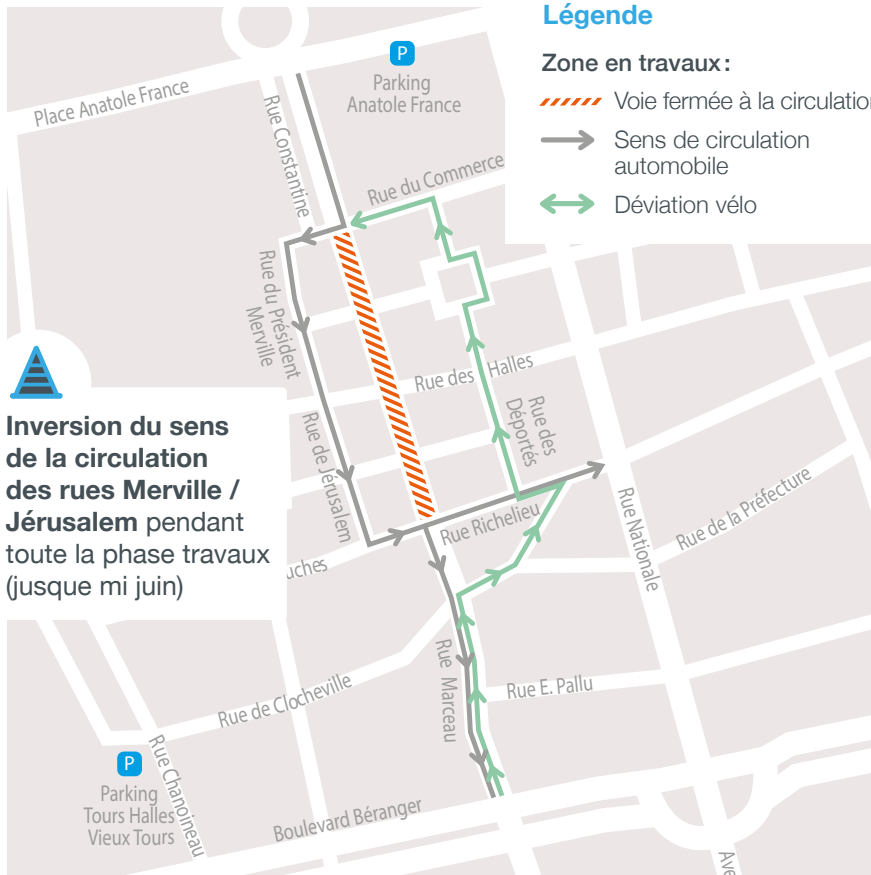 Légende
Zone en travaux :
Voie fermée à la circulation
Sens de circulation
automobile
Déviation vélo
P
Parking
Anatole France
Place Anatole France
Rue Constantine
Rue du Commerce
Rue du Président
Merville
Rue des Halles
Rue des
Déportés
Rue de Jérusalem
Rue Richelieu
Rue Nationale
Rue de la Préfecture
Inversion du sens
de la circulation
des rues Merville /
Jérusalem pendant
toute la phase travaux
(jusque mi juin)
uches
Rue Marceau
Rue E. Pallu
Rue de Clocheville
Rue Chanoineau
P
Parking
Tours Halles
Vieux Tours
Boulevard Béranger
Ave